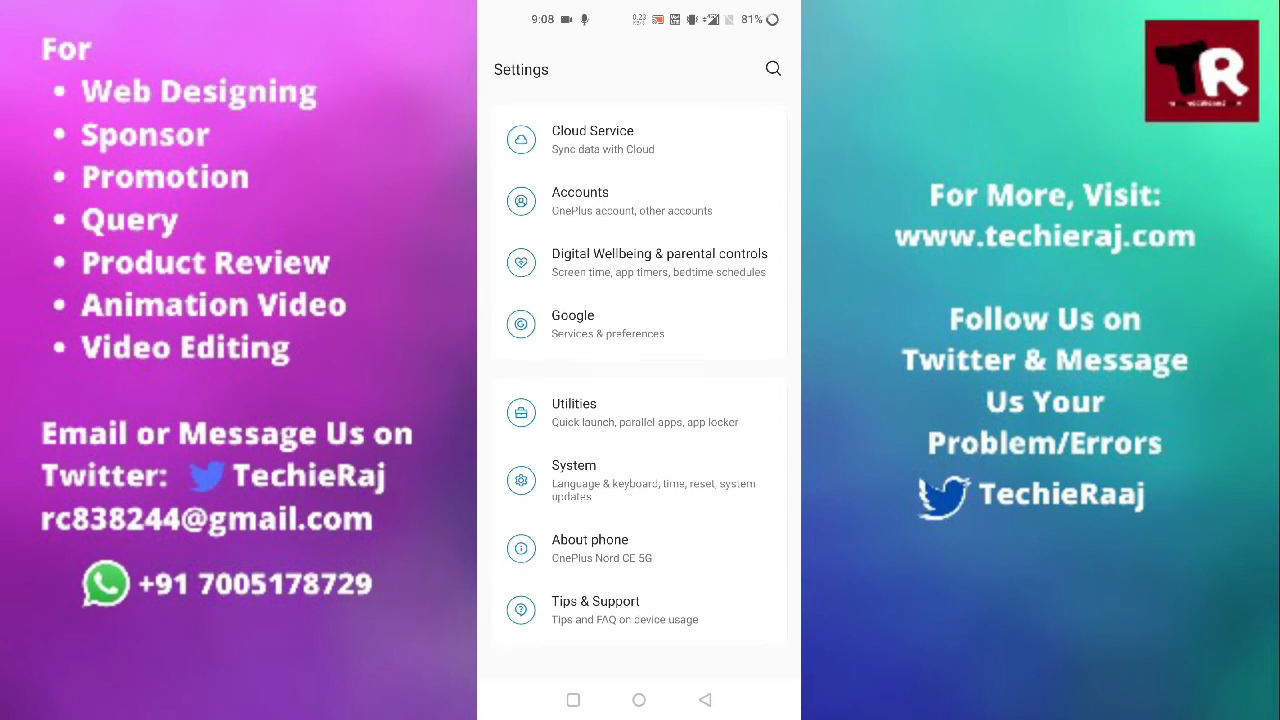 For
• Web Designing
• Sponsor
• Promotion
• Query
• Product Review
• Animation Video
• Video Editing
Email or Message Us on
Twitter: TechieRaj
rc838244@gmail.com
+91 7005178729
9:08
81%
Settings
Cloud Service
Sync data with Cloud
Accounts
OnePlus account, other accounts
Digital Wellbeing & parental controls
Screen time, app timers, bedtime schedules
Google
Services & preferences
Utilities
Quick launch, parallel apps, app locker
System
Language & keyboard, time, reset, system
updates
About phone
OnePlus Nord CE 5G
Tips & Support
Tips and FAQ on device usage
TR
For More, Visit:
www.techieraj.com
Follow Us on
Twitter & Message
Us Your
Problem/Errors
TechieRaaj